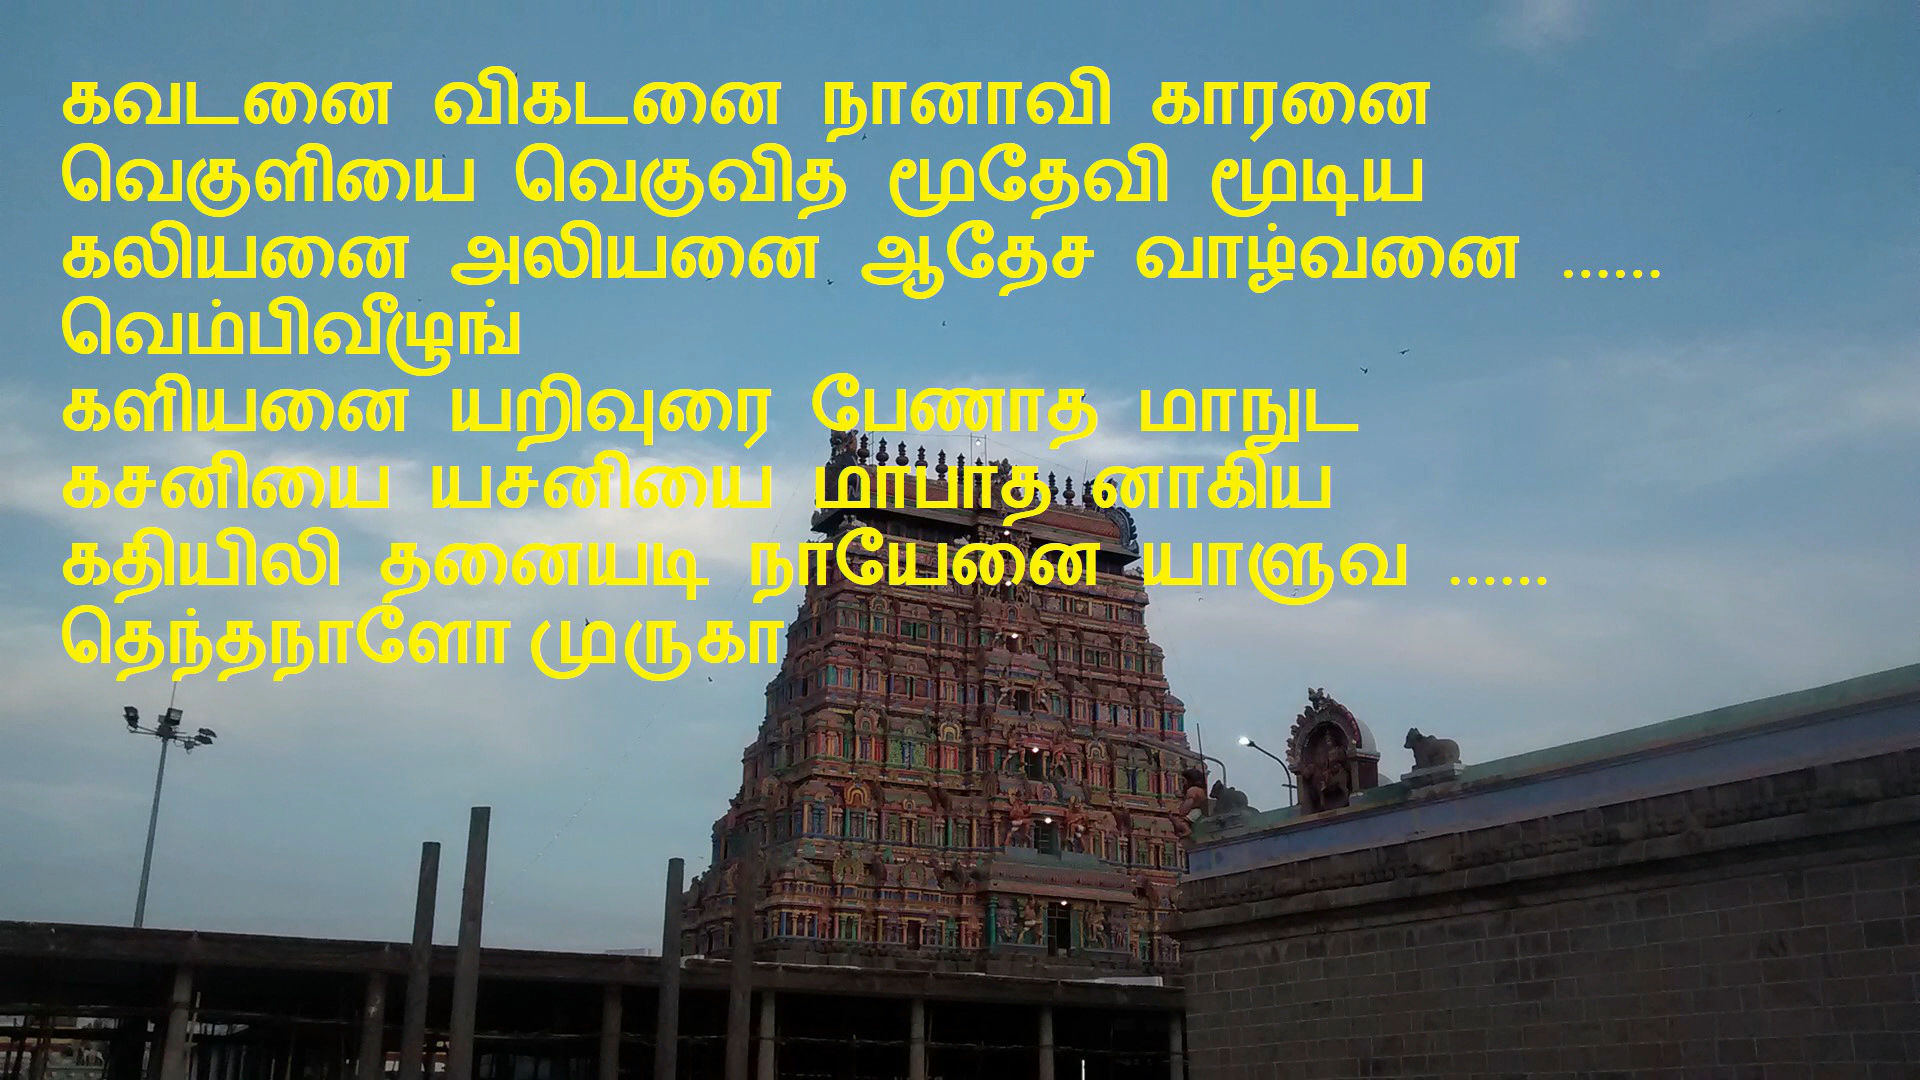 கவடனை விகடனை நானாவி காரனை
வெகுளியை வெகுவித மூதேவி மூடிய
கலியனை அலியனை ஆதேச வாழ்வனை ......
வெம்பிவீழுங்
களியனை யறிவுரை பேணாத மாநுட
கசனியை யசனியை மாபாத னாகிய
கதியிலி தனையடி நாயேனை யாளுவ ......
தெந்தநாளோ முருகா